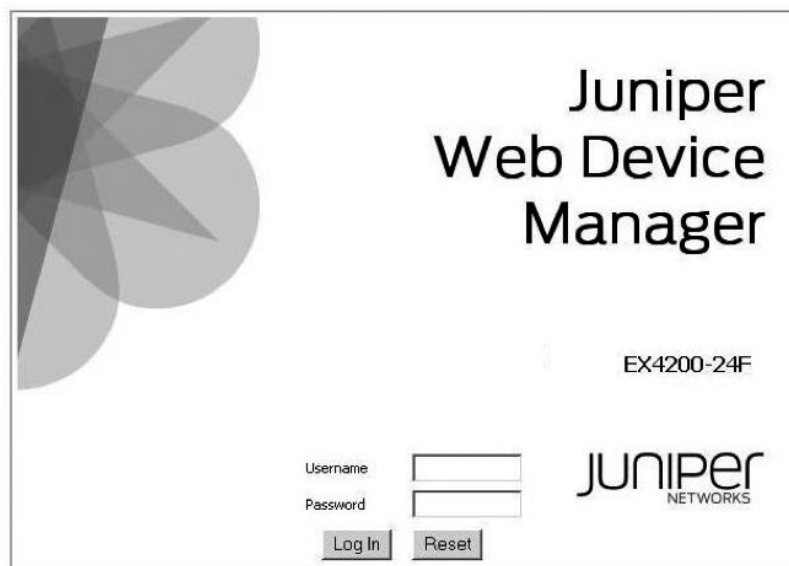 Juniper
Web Device
Manager
EX4200-24F
Username
Password
JUNIPer
NETWORKS
Log In Reset